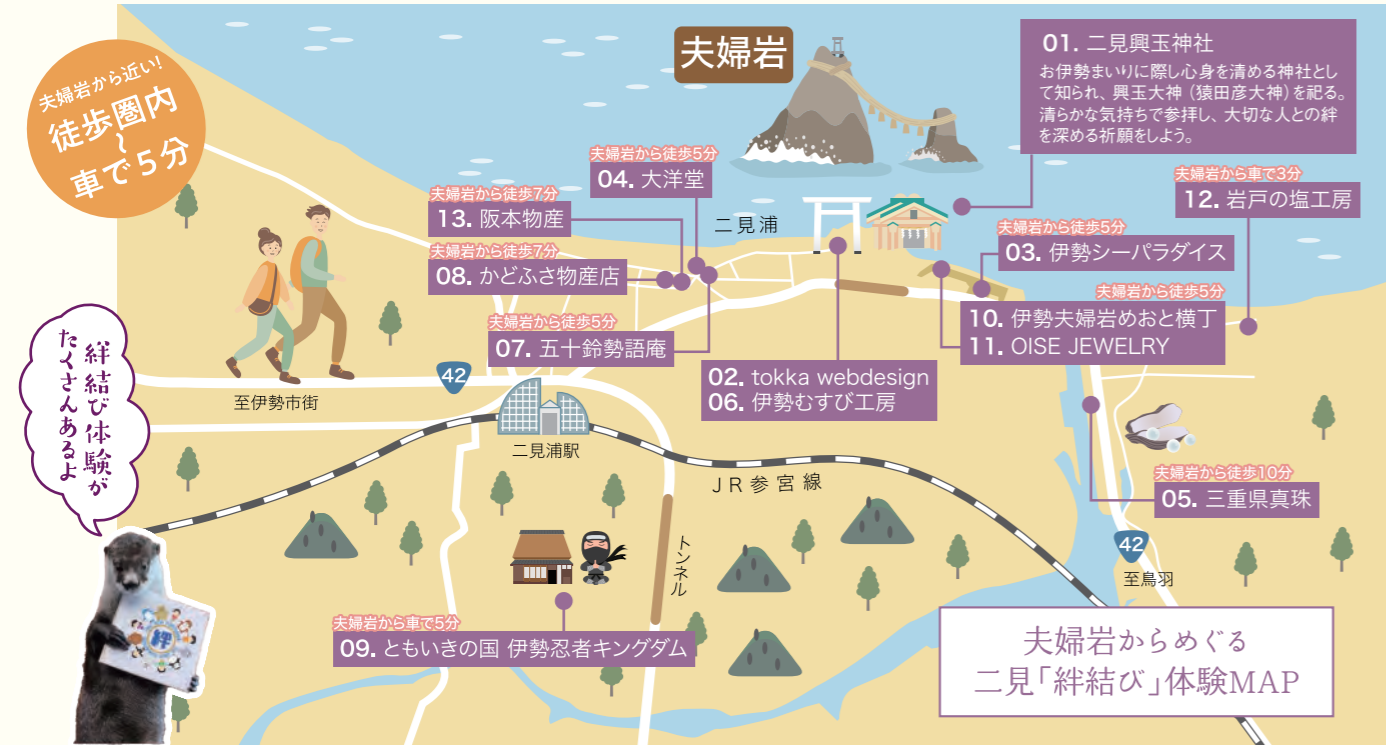 夫婦岩から近い!
徒歩圏内
〜
車で5分
夫婦岩
01. 二見興玉神社
お伊勢まいりに際し心身を清める神社とし
て知られ、興玉大神（猿田彦大神）を祀る。
清らかな気持ちで参拝し、大切な人との絆
を深める祈願をしよう。
夫婦岩から徒歩5分
04. 大洋堂
夫婦岩から車で3分
12. 岩戸の塩工房
夫婦岩から徒歩7分
13. 阪本物産
二見浦
夫婦岩から徒歩5分
03. 伊勢シーパラダイス
夫婦岩から徒歩7分
08. かどふさ物産店
夫婦岩から徒歩5分
10. 伊勢夫婦岩めおと横丁
11. OISE JEWELRY
夫婦岩から徒歩5分
07. 五十鈴勢語庵
02. tokka webdesign
06. 伊勢むすび工房
42
至伊勢市街
絆結び体験が
たくさんあるよ
二見浦駅
JR参宮線
夫婦岩から徒歩10分
05. 三重県真珠
トンネル
42
至鳥羽
絆
夫婦岩から車で5分
09. ともいきの国 伊勢忍者キングダム
夫婦岩からめぐる
二見「絆結び」体験MAP